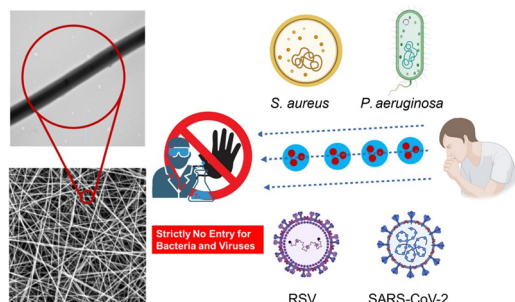 S. aureus
P. aeruginosa
Strictly No Entry for
Bacteria and Viruses
RSV
SARS-CoV-2